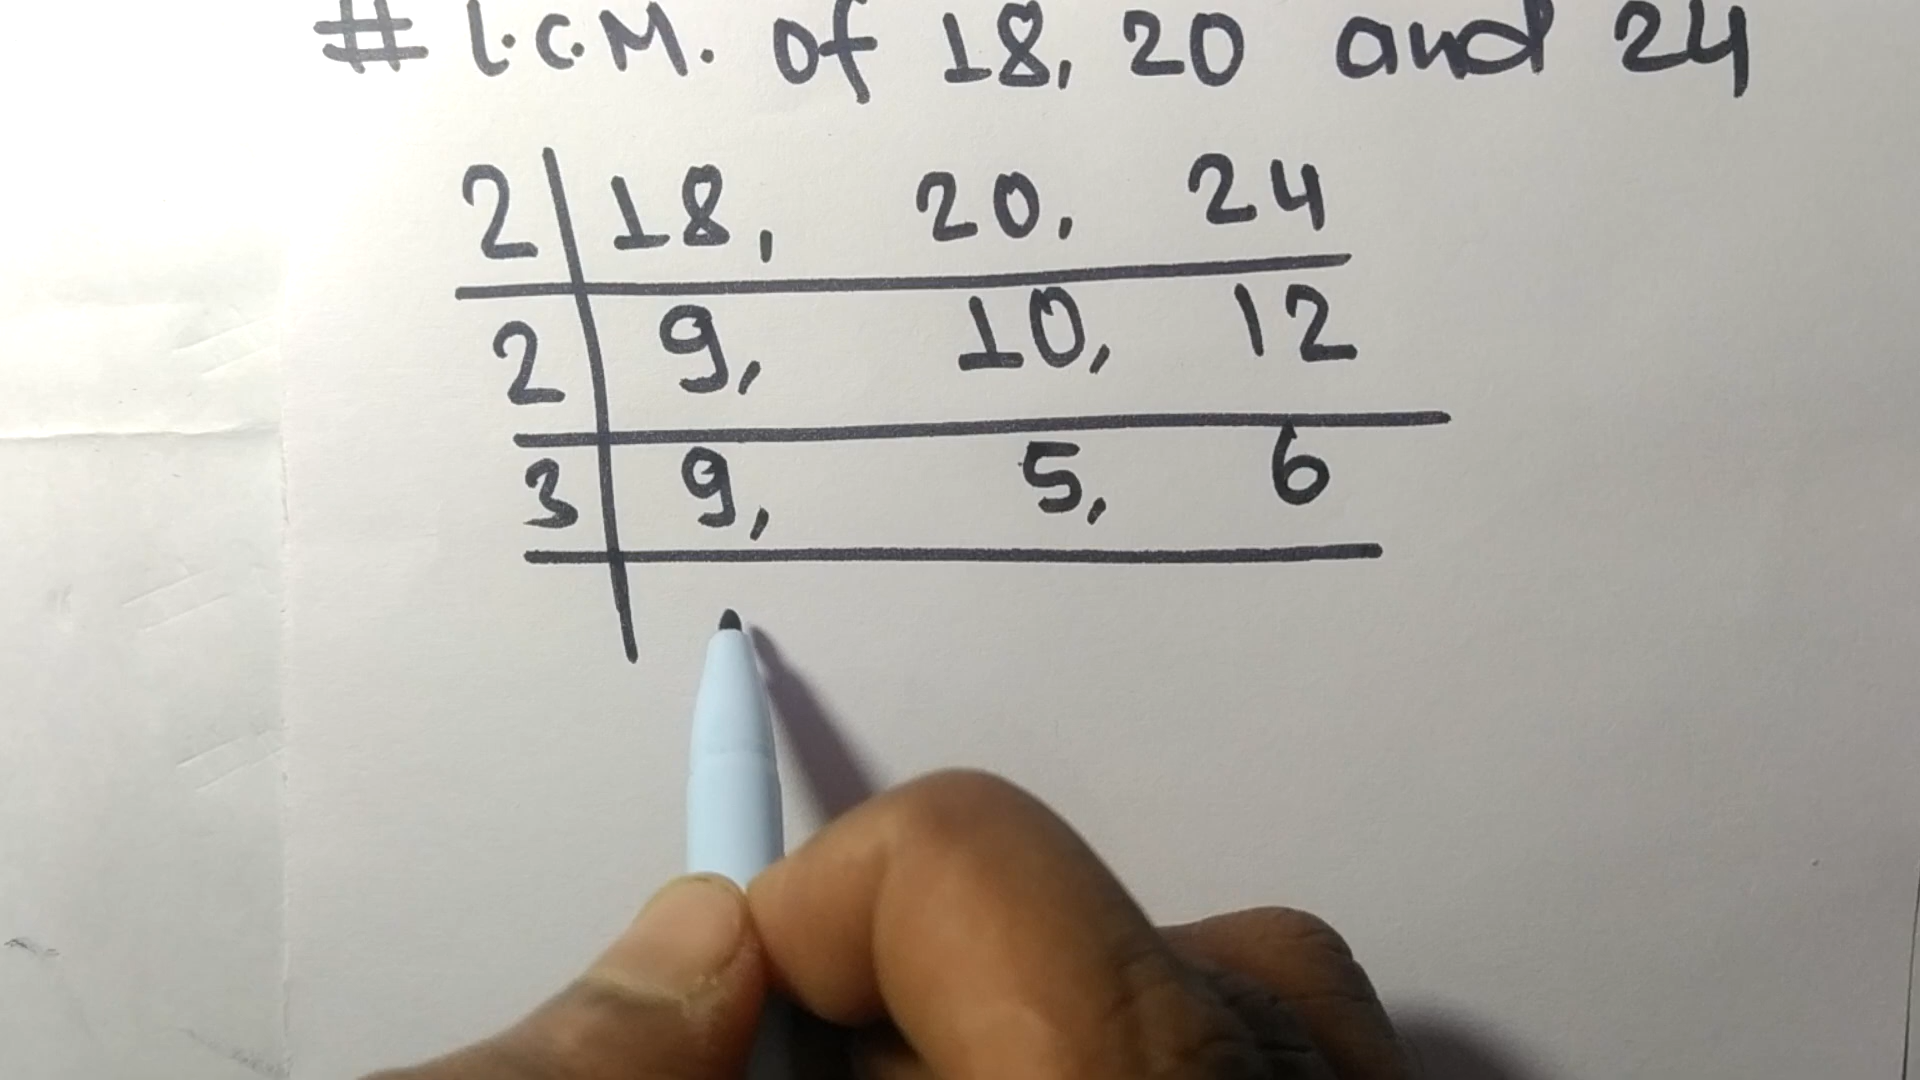 # L.C.M. of 18, 20 and 24
2 | 18, 20, 24
2 | 9, 10, 12
3 | 9, 5, 6